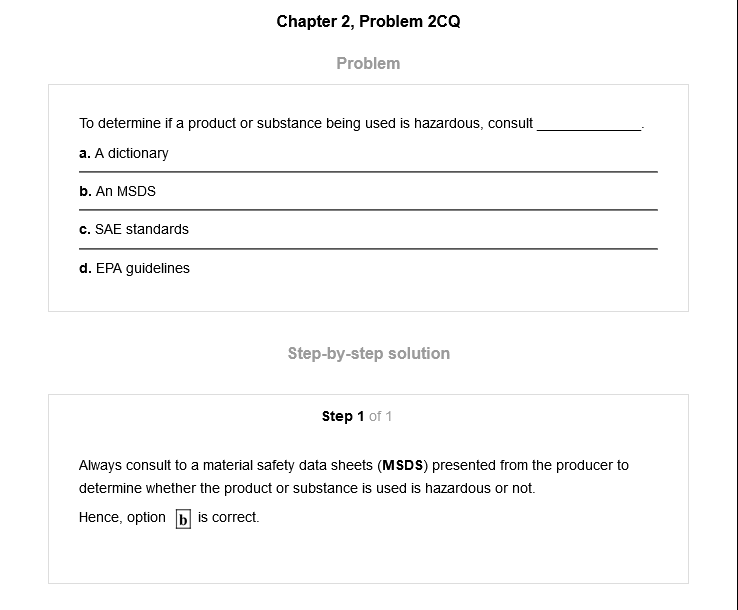 Chapter 2, Problem 2CQ
Problem
To determine if a product or substance being used is hazardous, consult ______________.
a. A dictionary
b. An MSDS
c. SAE standards
d. EPA guidelines
Step-by-step solution
Step 1 of 1
Always consult to a material safety data sheets (MSDS) presented from the producer to
determine whether the product or substance is used is hazardous or not.
Hence, option b is correct.